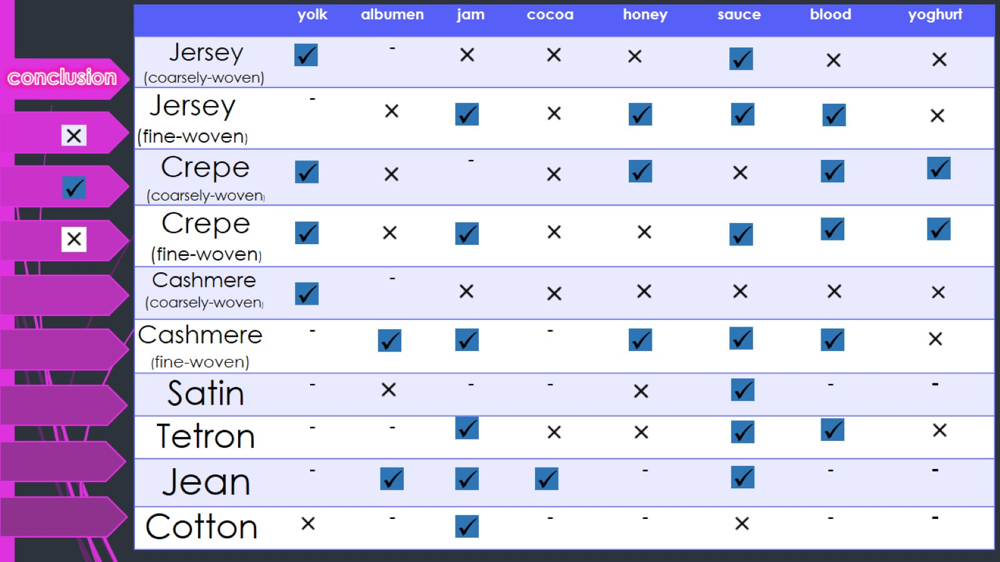 yolk albumen jam cocoa honey sauce blood yoghurt
conclusion
Jersey ✓ - × × × ✓ × ×
(coarsely-woven)
Jersey - × ✓ × ✓ ✓ ✓ ×
(fine-woven)
Crepe ✓ × - × ✓ × ✓ ✓
(coarsely-woven)
Crepe ✓ × ✓ × × ✓ ✓ ✓
(fine-woven)
Cashmere ✓ - × × × × × ×
(coarsely-woven)
Cashmere - ✓ ✓ - ✓ ✓ ✓ ×
(fine-woven)
Satin - × - - × ✓ - -
Tetron - - ✓ × × ✓ ✓ ×
Jean - ✓ ✓ ✓ - ✓ - -
Cotton × - ✓ - - × - -
×
✓
×